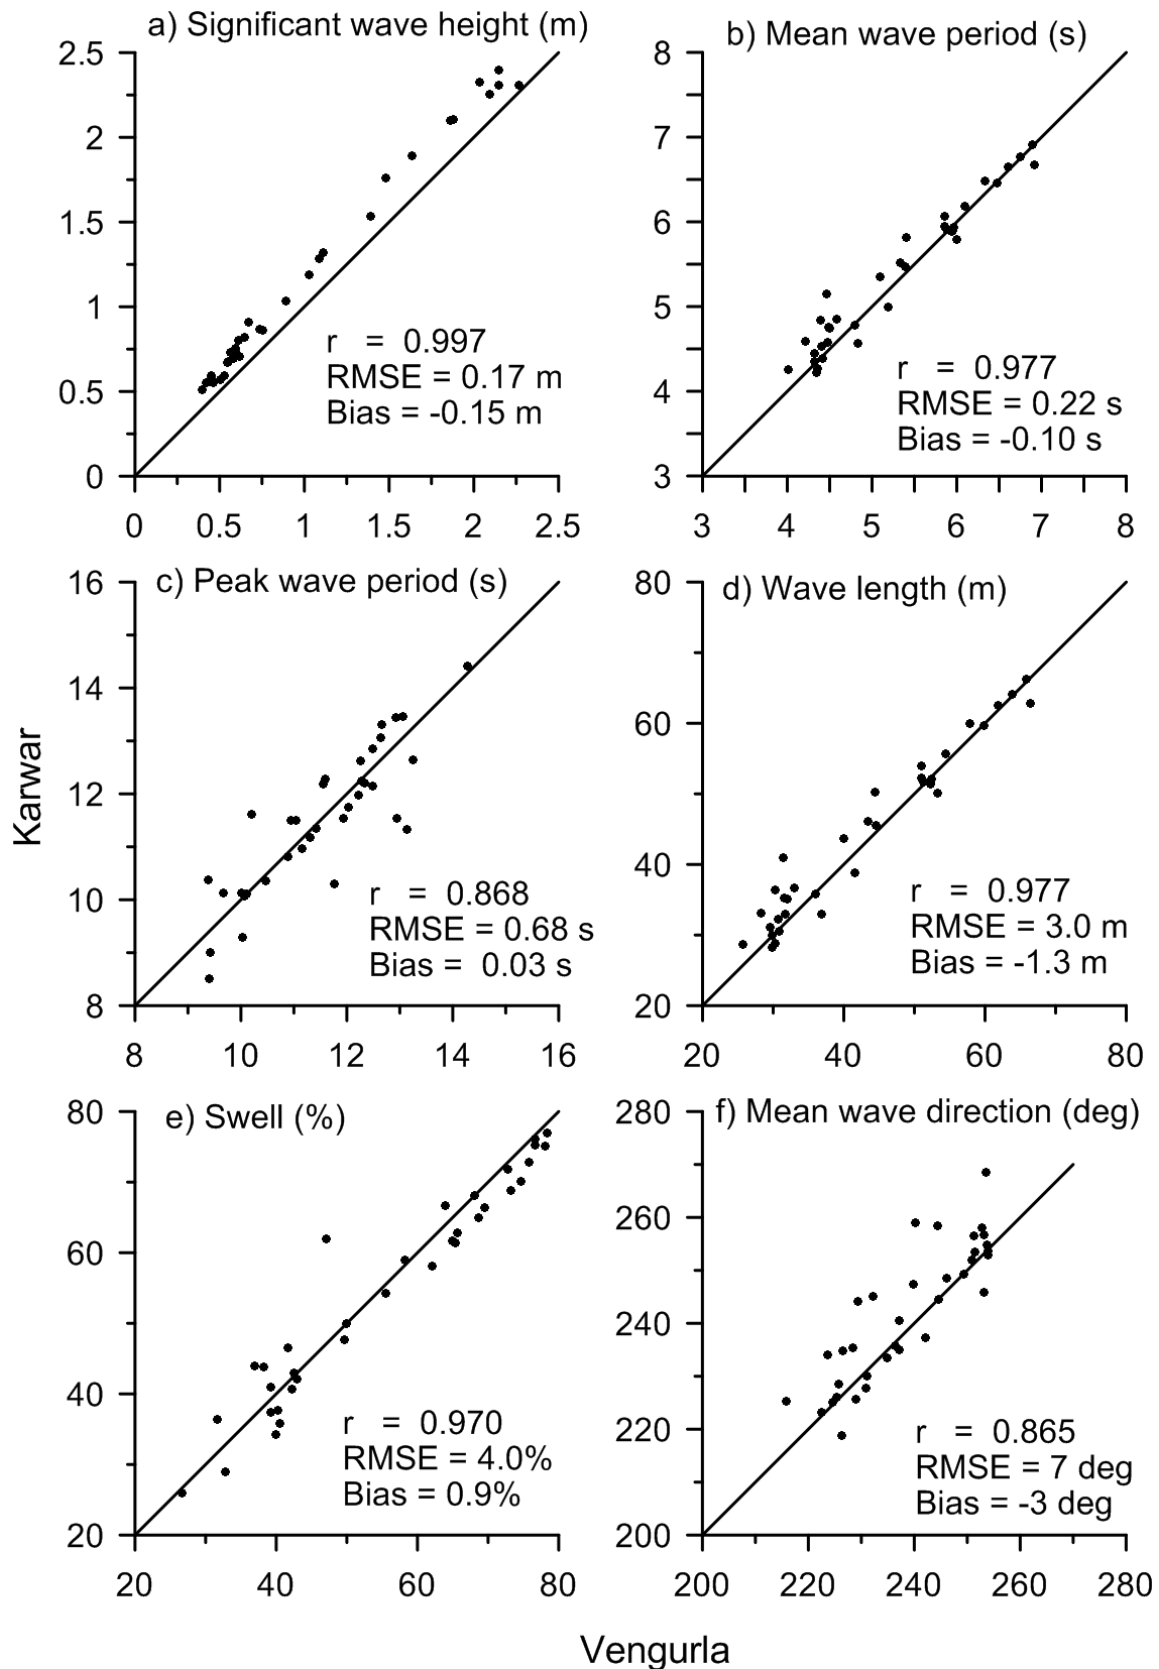 a) Significant wave height (m)
2.5
2
1.5
1
0.5
0
0 0.5 1 1.5 2 2.5
r = 0.997
RMSE = 0.17 m
Bias = -0.15 m
b) Mean wave period (s)
8
7
6
5
4
3
3 4 5 6 7 8
r = 0.977
RMSE = 0.22 s
Bias = -0.10 s
c) Peak wave period (s)
16
14
12
10
8
8 10 12 14 16
r = 0.868
RMSE = 0.68 s
Bias = 0.03 s
d) Wave length (m)
80
60
40
20
20 40 60 80
r = 0.977
RMSE = 3.0 m
Bias = -1.3 m
Karwar
e) Swell (%)
80
60
40
20
20 40 60 80
r = 0.970
RMSE = 4.0%
Bias = 0.9%
f) Mean wave direction (deg)
280
260
240
220
200
200 220 240 260 280
r = 0.865
RMSE = 7 deg
Bias = -3 deg
Vengurla